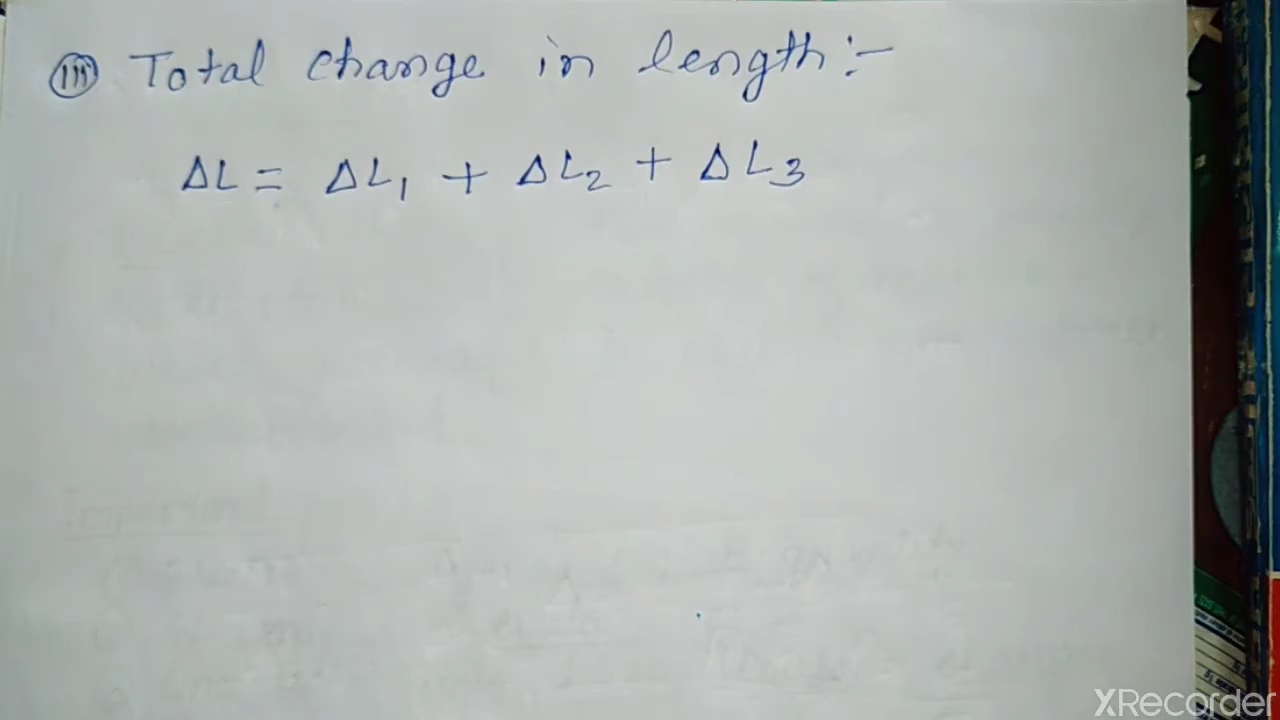 (iii) Total change in length:-
ΔL = ΔL₁ + ΔL₂ + ΔL₃
XRecorder